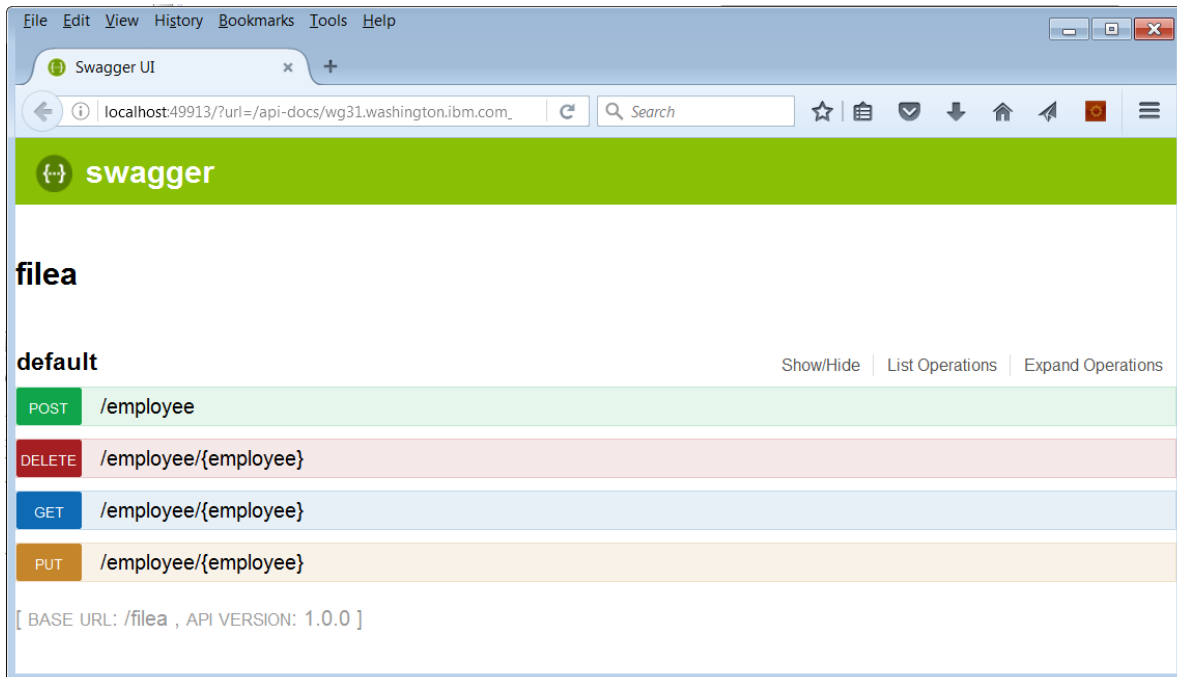 File Edit View History Bookmarks Tools Help
Swagger UI
localhost:49913/?url=/api-docs/wg31.washington.ibm.com_
Search
{··} swagger
filea
default
Show/Hide List Operations Expand Operations
POST /employee
DELETE /employee/{employee}
GET /employee/{employee}
PUT /employee/{employee}
[ BASE URL: /filea , API VERSION: 1.0.0 ]